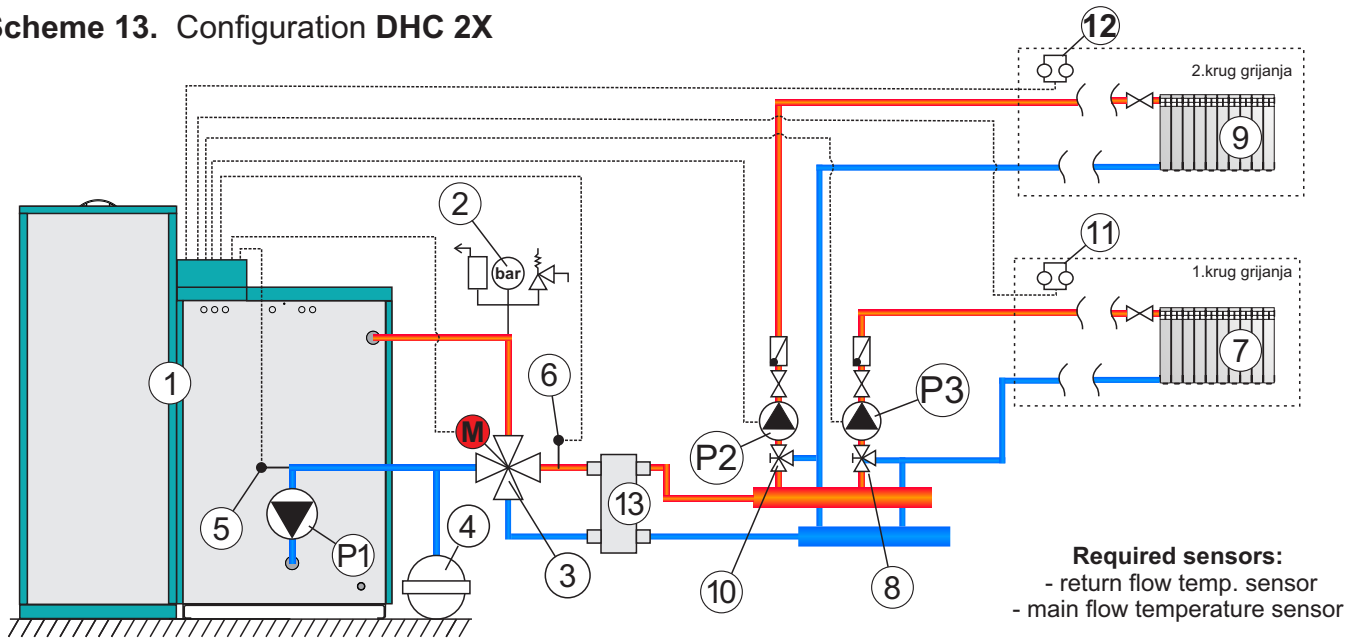 cheme 13. Configuration DHC 2X
12
2.krug grijanja
9
11
1.krug grijanja
7
2
bar
1
6
M
P2
P3
5
P1
4
3
13
10
8
Required sensors:
- return flow temp. sensor
- main flow temperature sensor